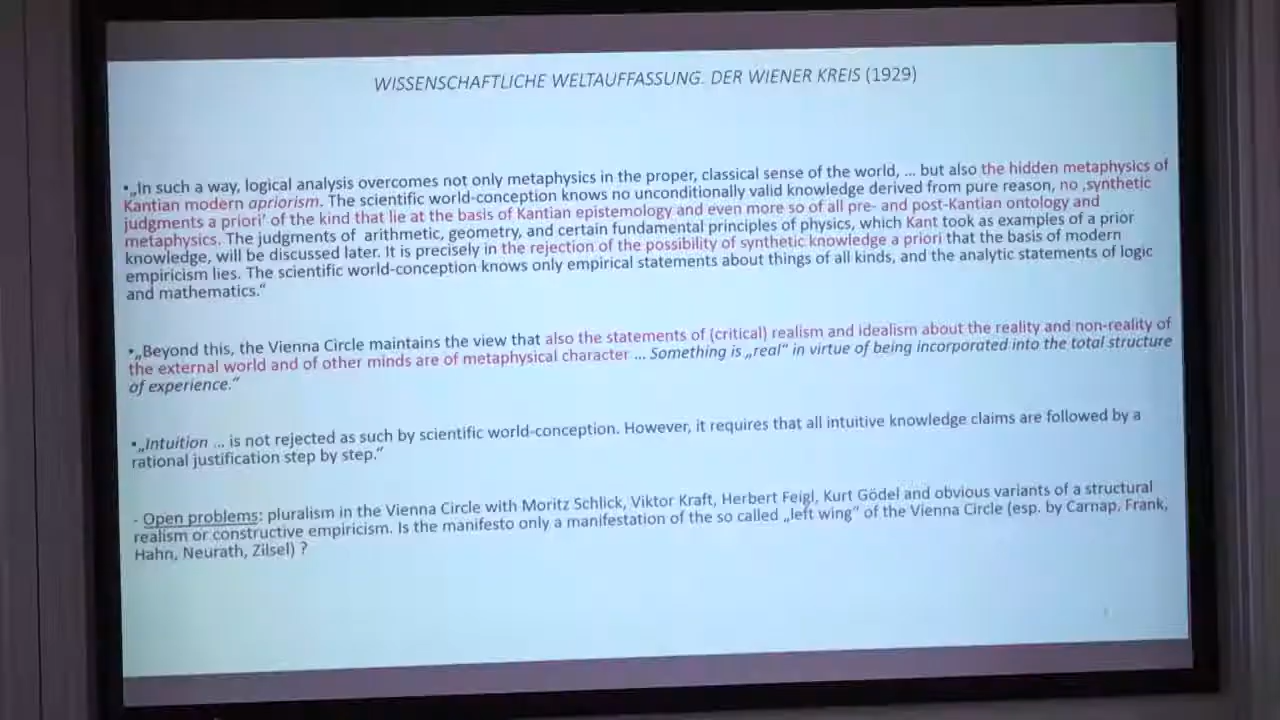 WISSENSCHAFTLICHE WELTAUFFASSUNG. DER WIENER KREIS (1929)
•„In such a way, logical analysis overcomes not only metaphysics in the proper, classical sense of the world, ... but also the hidden metaphysics of
Kantian modern apriorism. The scientific world-conception knows no unconditionally valid knowledge derived from pure reason, no ‚synthetic
judgments a priori' of the kind that lie at the basis of Kantian epistemology and even more so of all pre- and post-Kantian ontology and
metaphysics. The judgments of arithmetic, geometry, and certain fundamental principles of physics, which Kant took as examples of a prior
knowledge, will be discussed later. It is precisely in the rejection of the possibility of synthetic knowledge a priori that the basis of modern
empiricism lies. The scientific world-conception knows only empirical statements about things of all kinds, and the analytic statements of logic
and mathematics.“
•„Beyond this, the Vienna Circle maintains the view that also the statements of (critical) realism and idealism about the reality and non-reality of
the external world and of other minds are of metaphysical character ... Something is „real“ in virtue of being incorporated into the total structure
of experience.“
•„Intuition ... is not rejected as such by scientific world-conception. However, it requires that all intuitive knowledge claims are followed by a
rational justification step by step.“
- Open problems: pluralism in the Vienna Circle with Moritz Schlick, Viktor Kraft, Herbert Feigl, Kurt Gödel and obvious variants of a structural
realism or constructive empiricism. Is the manifesto only a manifestation of the so called „left wing“ of the Vienna Circle (esp. by Carnap, Frank,
Hahn, Neurath, Zilsel) ?